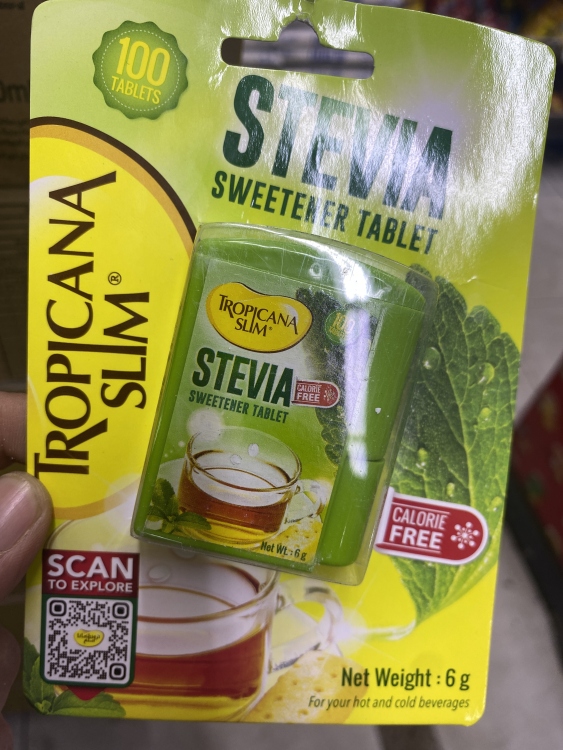 100
TABLETS
STEVIA
SWEETENER TABLET
TROPICANA
SLIM®
TROPICANA
SLIM®
STEVIA
SWEETENER TABLET
CALORIE
FREE
Net Wt. : 6 g
CALORIE
FREE
SCAN
TO EXPLORE
Net Weight : 6 g
For your hot and cold beverages